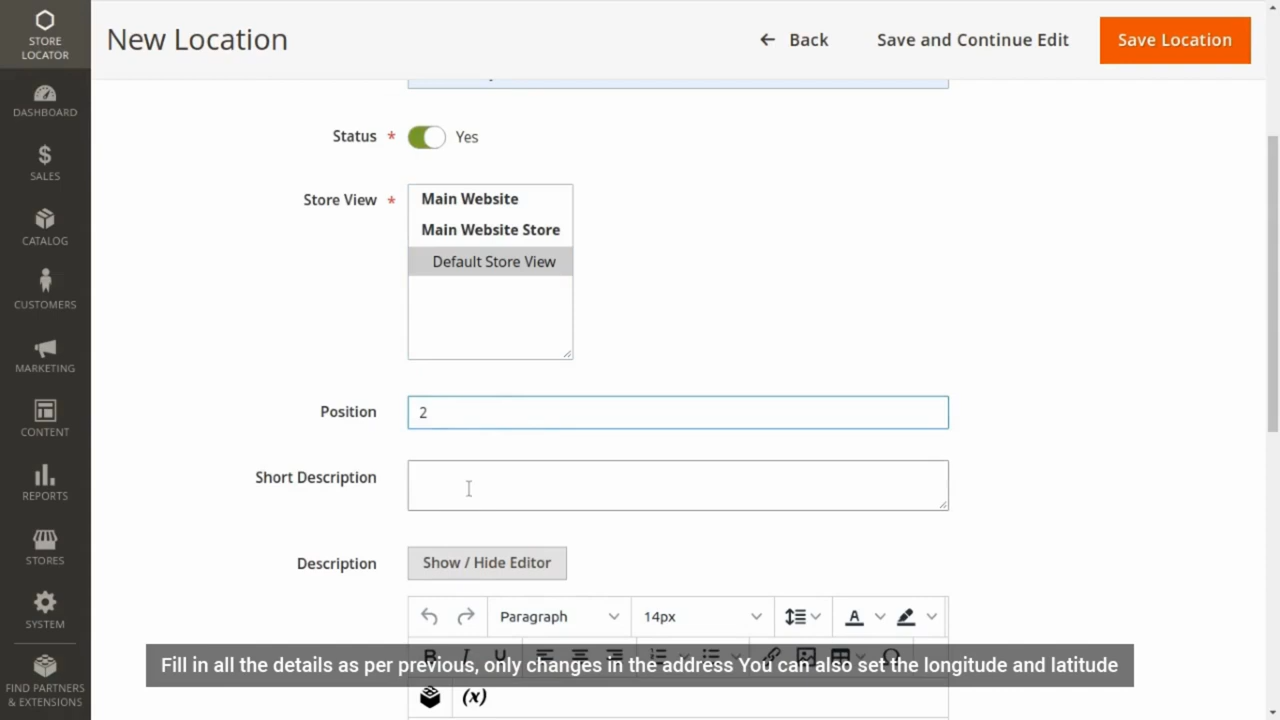 STORE
LOCATOR
DASHBOARD
$
SALES
CATALOG
CUSTOMERS
MARKETING
CONTENT
REPORTS
STORES
SYSTEM
FIND PARTNERS
& EXTENSIONS
New Location
Back
Save and Continue Edit
Save Location
Status *
Yes
Store View *
Main Website
Main Website Store
Default Store View
Position
2
Short Description
Description
Show / Hide Editor
Paragraph
14px
A
B I U
Fill in all the details as per previous, only changes in the address You can also set the longitude and latitude
(x)